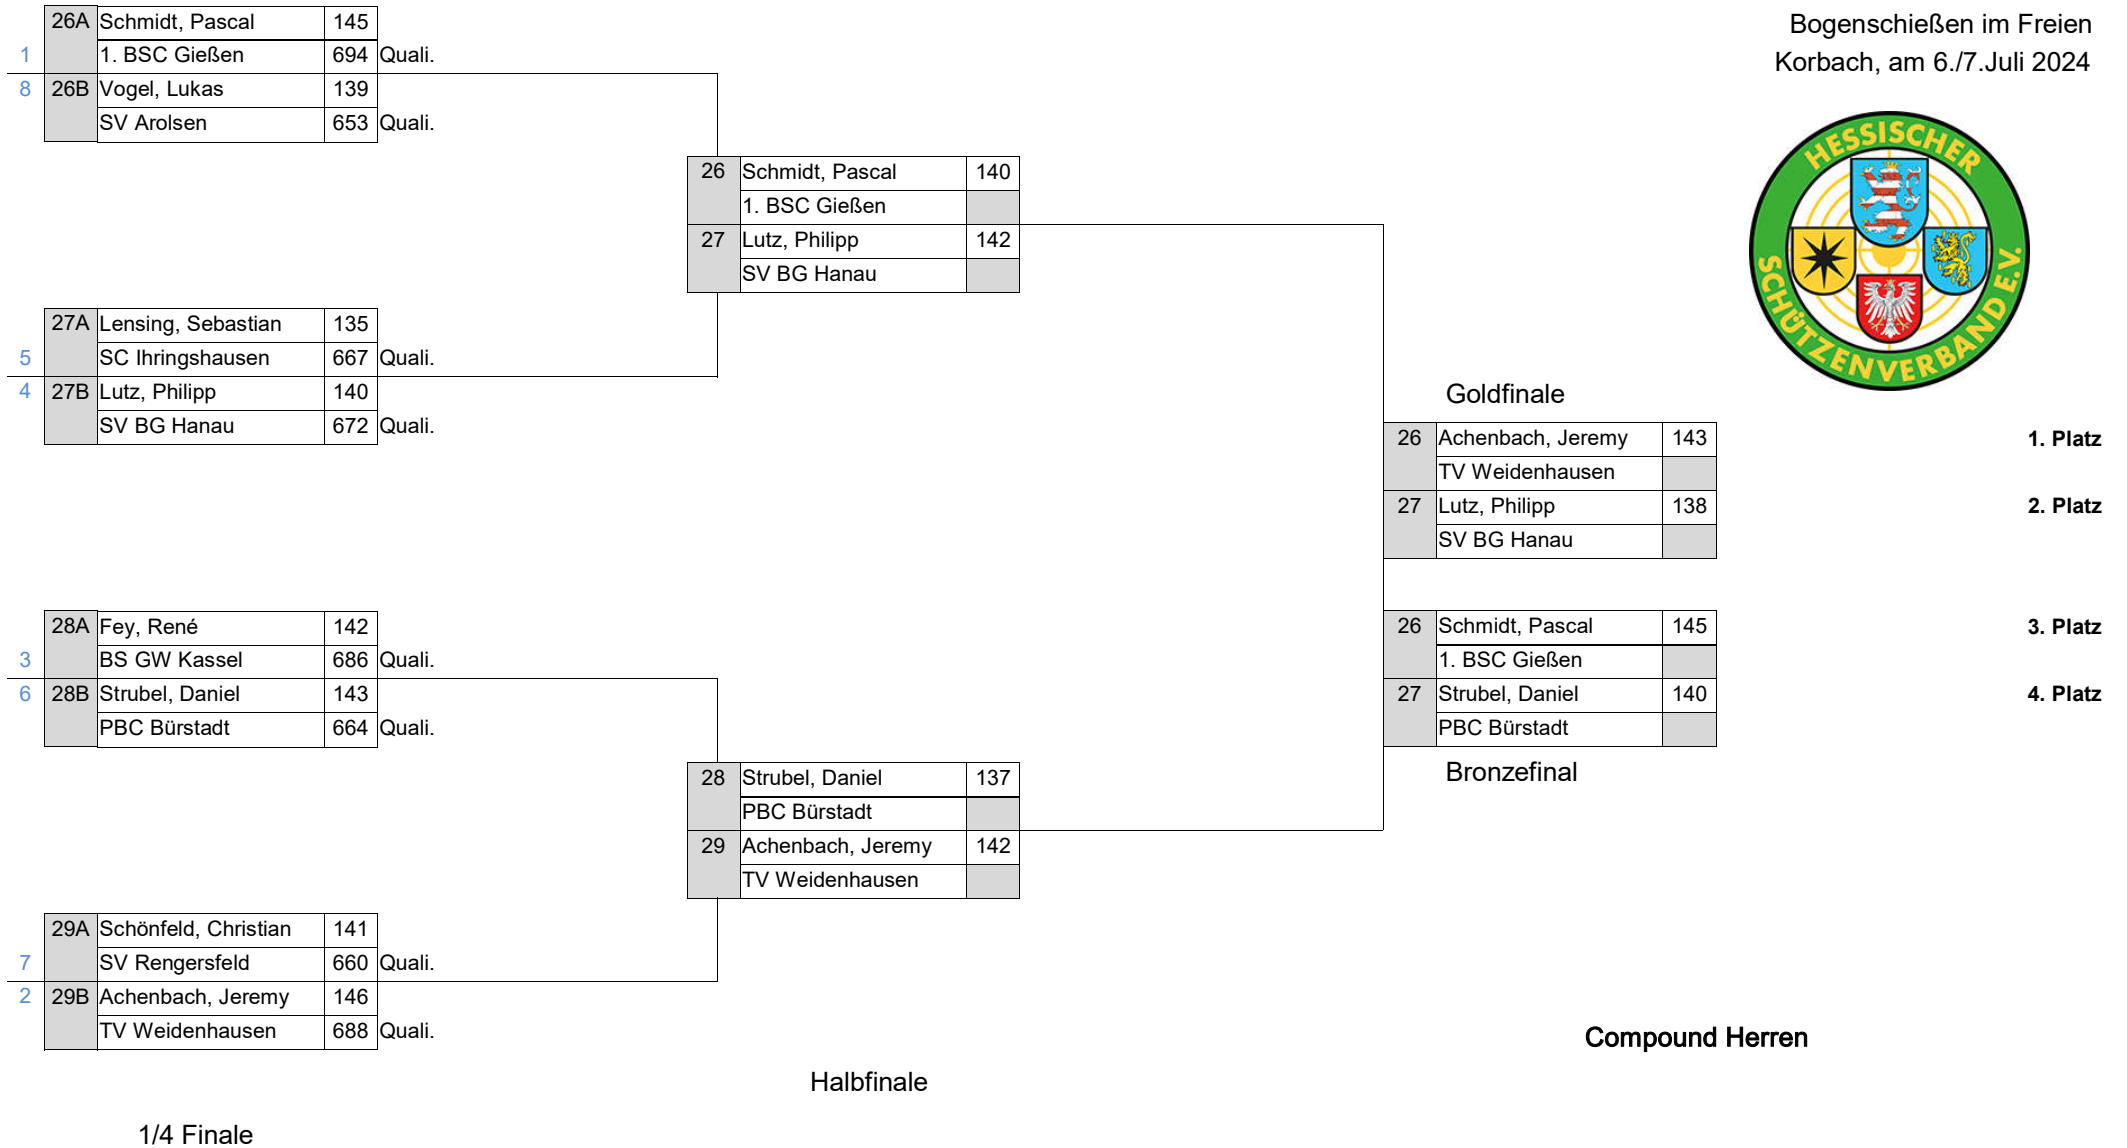 Bogenschießen im Freien
Korbach, am 6./7.Juli 2024
HESSISCHER
SCHÜTZENVERBAND E.V.
26A Schmidt, Pascal 145
1 1. BSC Gießen 694 Quali.
8 26B Vogel, Lukas 139
SV Arolsen 653 Quali.
27A Lensing, Sebastian 135
5 SC Ihringshausen 667 Quali.
4 27B Lutz, Philipp 140
SV BG Hanau 672 Quali.
28A Fey, René 142
3 BS GW Kassel 686 Quali.
6 28B Strubel, Daniel 143
PBC Bürstadt 664 Quali.
29A Schönfeld, Christian 141
7 SV Rengersfeld 660 Quali.
2 29B Achenbach, Jeremy 146
TV Weidenhausen 688 Quali.
1/4 Finale
26 Schmidt, Pascal 140
1. BSC Gießen
27 Lutz, Philipp 142
SV BG Hanau
28 Strubel, Daniel 137
PBC Bürstadt
29 Achenbach, Jeremy 142
TV Weidenhausen
Halbfinale
Goldfinale
26 Achenbach, Jeremy 143 1. Platz
TV Weidenhausen
27 Lutz, Philipp 138 2. Platz
SV BG Hanau
26 Schmidt, Pascal 145 3. Platz
1. BSC Gießen
27 Strubel, Daniel 140 4. Platz
PBC Bürstadt
Bronzefinal
Compound Herren